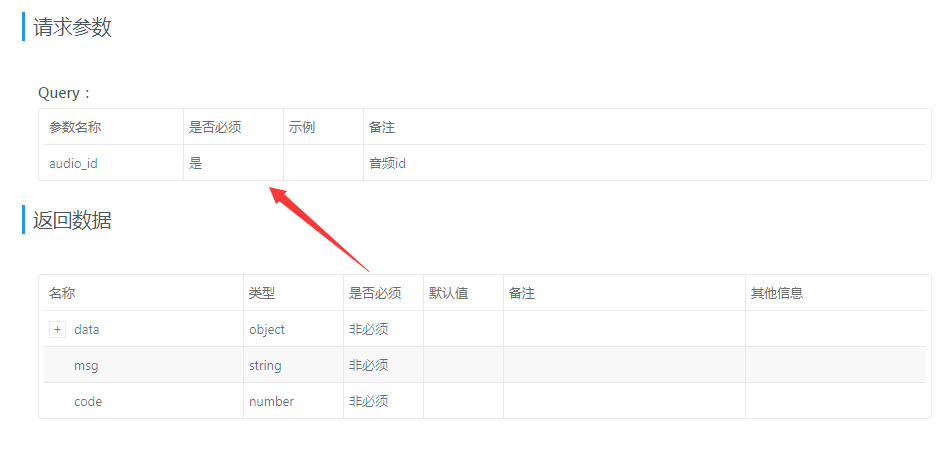 请求参数
Query：
参数名称 是否必须 示例 备注
audio_id 是 音频id
返回数据
名称 类型 是否必须 默认值 备注 其他信息
+ data object 非必须
msg string 非必须
code number 非必须